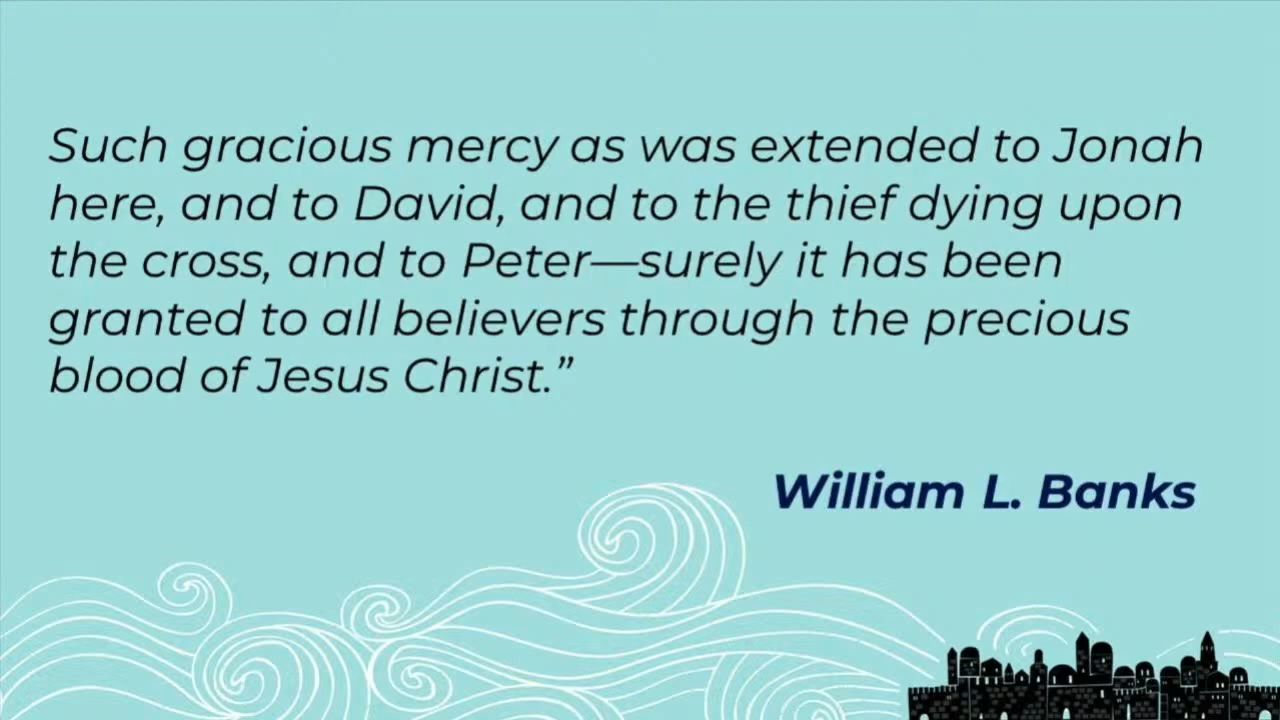 Such gracious mercy as was extended to Jonah
here, and to David, and to the thief dying upon
the cross, and to Peter—surely it has been
granted to all believers through the precious
blood of Jesus Christ.”
William L. Banks